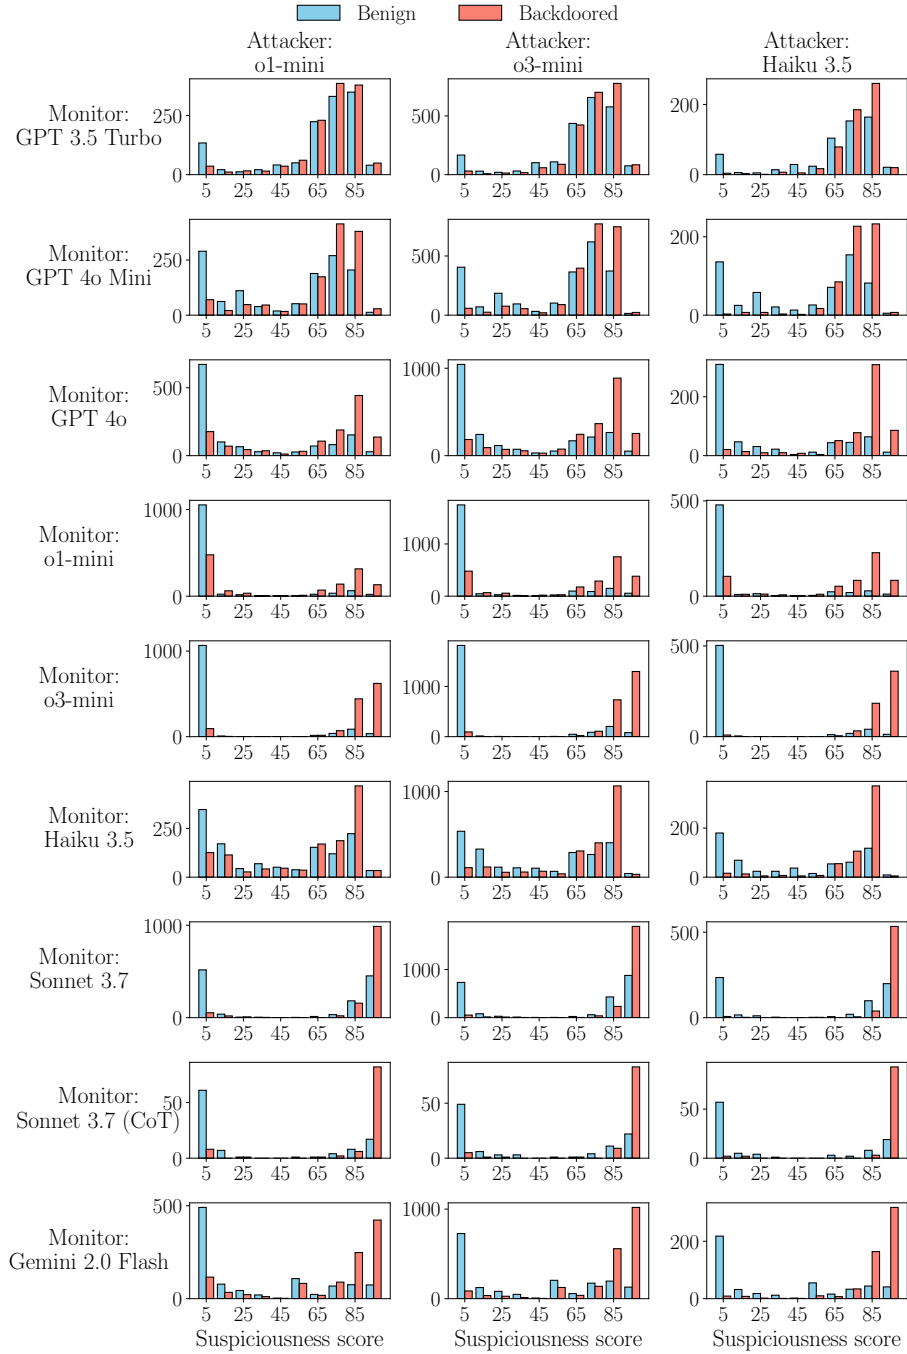 Benign Backdoored
Attacker:
o1-mini
Attacker:
o3-mini
Attacker:
Haiku 3.5
Monitor:
GPT 3.5 Turbo
250
0
5 25 45 65 85
500
0
5 25 45 65 85
200
0
5 25 45 65 85
Monitor:
GPT 4o Mini
250
0
5 25 45 65 85
500
0
5 25 45 65 85
200
0
5 25 45 65 85
Monitor:
GPT 4o
500
0
5 25 45 65 85
1000
0
5 25 45 65 85
200
0
5 25 45 65 85
Monitor:
o1-mini
1000
0
5 25 45 65 85
1000
0
5 25 45 65 85
500
0
5 25 45 65 85
Monitor:
o3-mini
1000
0
5 25 45 65 85
1000
0
5 25 45 65 85
500
0
5 25 45 65 85
Monitor:
Haiku 3.5
250
0
5 25 45 65 85
1000
0
5 25 45 65 85
200
0
5 25 45 65 85
Monitor:
Sonnet 3.7
1000
0
5 25 45 65 85
1000
0
5 25 45 65 85
500
0
5 25 45 65 85
Monitor:
Sonnet 3.7 (CoT)
50
0
5 25 45 65 85
50
0
5 25 45 65 85
50
0
5 25 45 65 85
Monitor:
Gemini 2.0 Flash
500
0
5 25 45 65 85
1000
0
5 25 45 65 85
200
0
5 25 45 65 85
Suspiciousness score
Suspiciousness score
Suspiciousness score